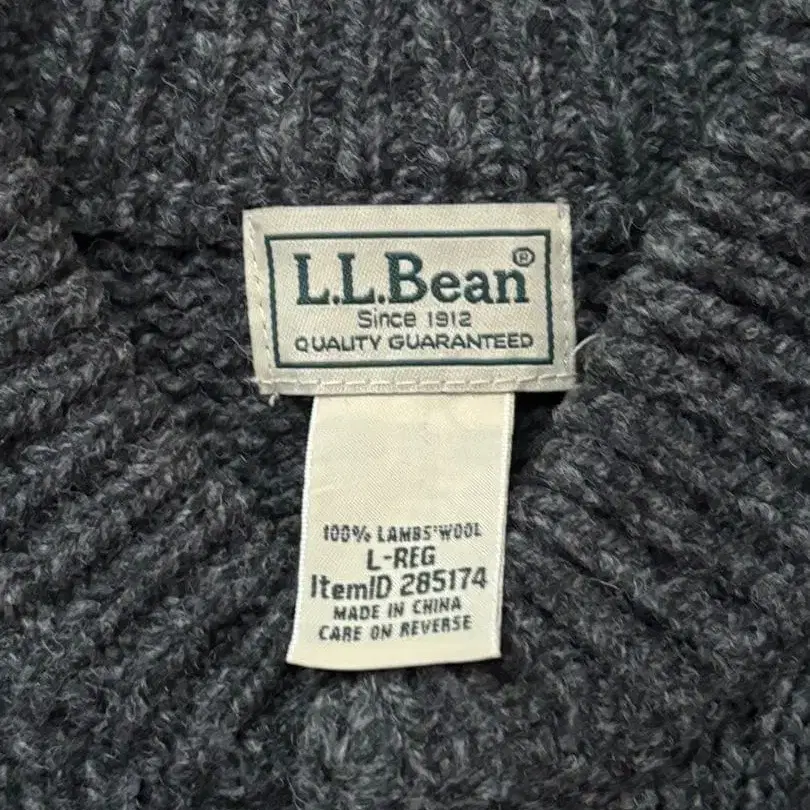 L.L.Bean®
Since 1912
QUALITY GUARANTEED
100% LAMBS'WOOL
L-REG
ItemID 285174
MADE IN CHINA
CARE ON REVERSE